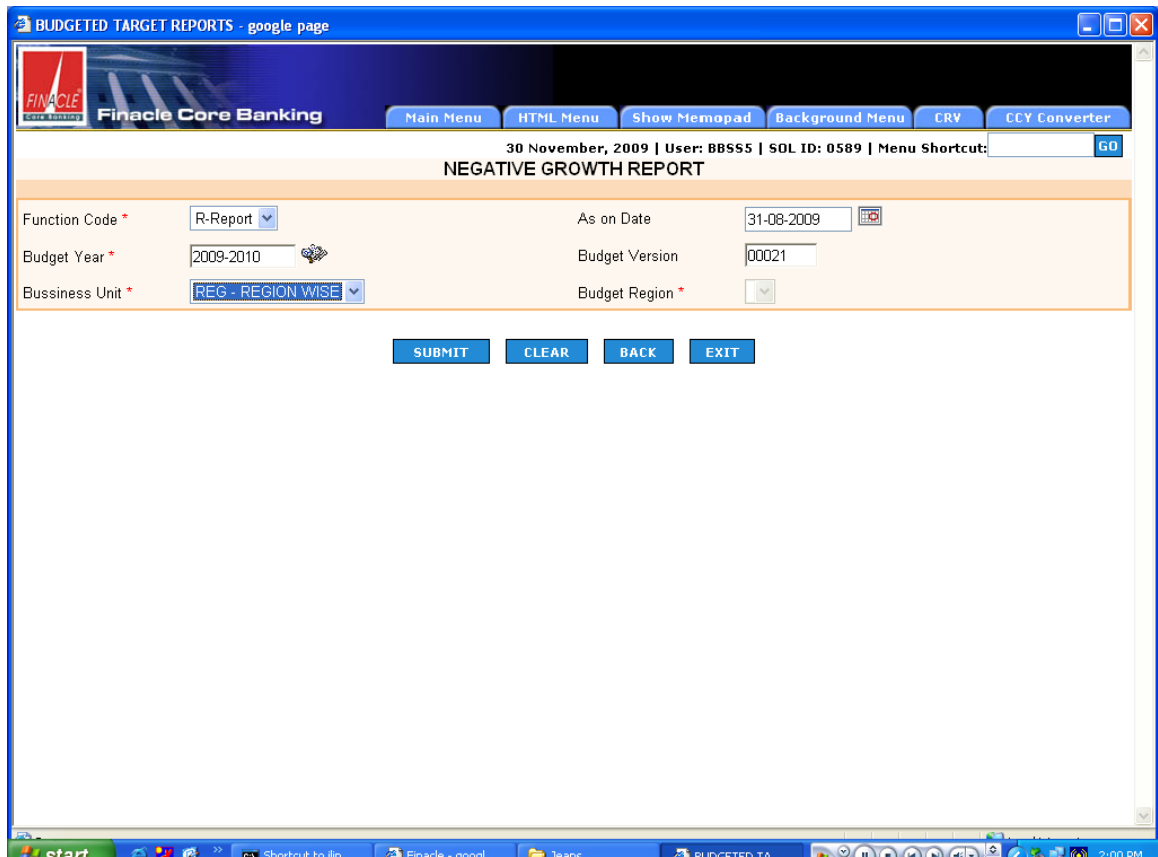 BUDGETED TARGET REPORTS - google page
FINACLE
Core Banking
Finacle Core Banking
Main Menu HTML Menu Show Memopad Background Menu CRV CCY Converter
30 November, 2009 | User: BBSS5 | SOL ID: 0589 | Menu Shortcut: GO
NEGATIVE GROWTH REPORT
Function Code * R-Report As on Date 31-08-2009
Budget Year * 2009-2010 Budget Version 00021
Bussiness Unit * REG - REGION WISE Budget Region *
SUBMIT CLEAR BACK EXIT
start Shortcut to ilip Finacle - googl Jeans BUDGETED TA 2:00 PM